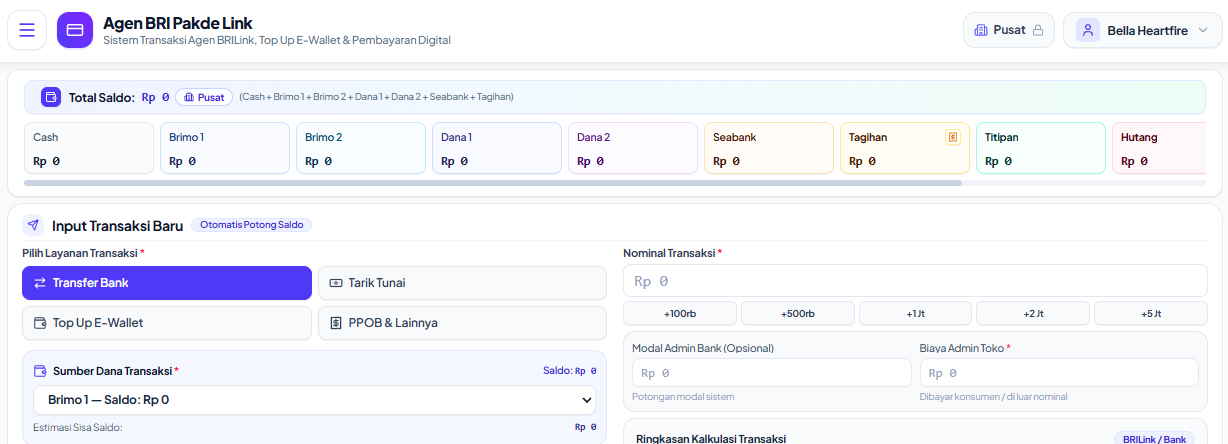 Agen BRI Pakde Link
Sistem Transaksi Agen BRILink, Top Up E-Wallet & Pembayaran Digital
Pusat
Bella Heartfire
Total Saldo: Rp 0 Pusat (Cash + Brimo 1 + Brimo 2 + Dana 1 + Dana 2 + Seabank + Tagihan)
Cash Brimo 1 Brimo 2 Dana 1 Dana 2 Seabank Tagihan Titipan Hutang
Rp 0 Rp 0 Rp 0 Rp 0 Rp 0 Rp 0 Rp 0 Rp 0 Rp 0
Input Transaksi Baru Otomatis Potong Saldo
Pilih Layanan Transaksi *
Transfer Bank
Tarik Tunai
Top Up E-Wallet
PPOB & Lainnya
Sumber Dana Transaksi * Saldo: Rp 0
Brimo 1 — Saldo: Rp 0
Estimasi Sisa Saldo: Rp 0
Nominal Transaksi *
Rp 0
+100rb +500rb +1 Jt +2 Jt +5 Jt
Modal Admin Bank (Opsional)
Rp 0
Potongan modal sistem
Biaya Admin Toko *
Rp 0
Dibayar konsumen / di luar nominal
Ringkasan Kalkulasi Transaksi BRILink / Bank